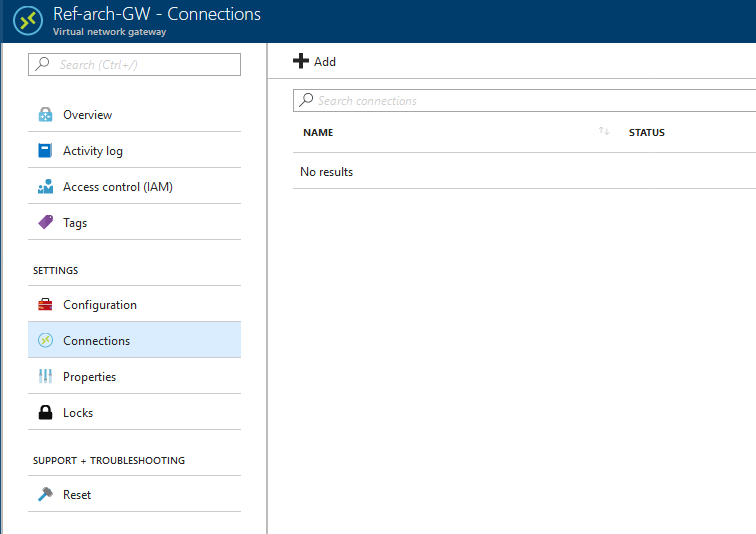 Ref-arch-GW - Connections
Virtual network gateway
Search (Ctrl+/)
Overview
Activity log
Access control (IAM)
Tags
SETTINGS
Configuration
Connections
Properties
Locks
SUPPORT + TROUBLESHOOTING
Reset
Add
Search connections
NAME STATUS
No results